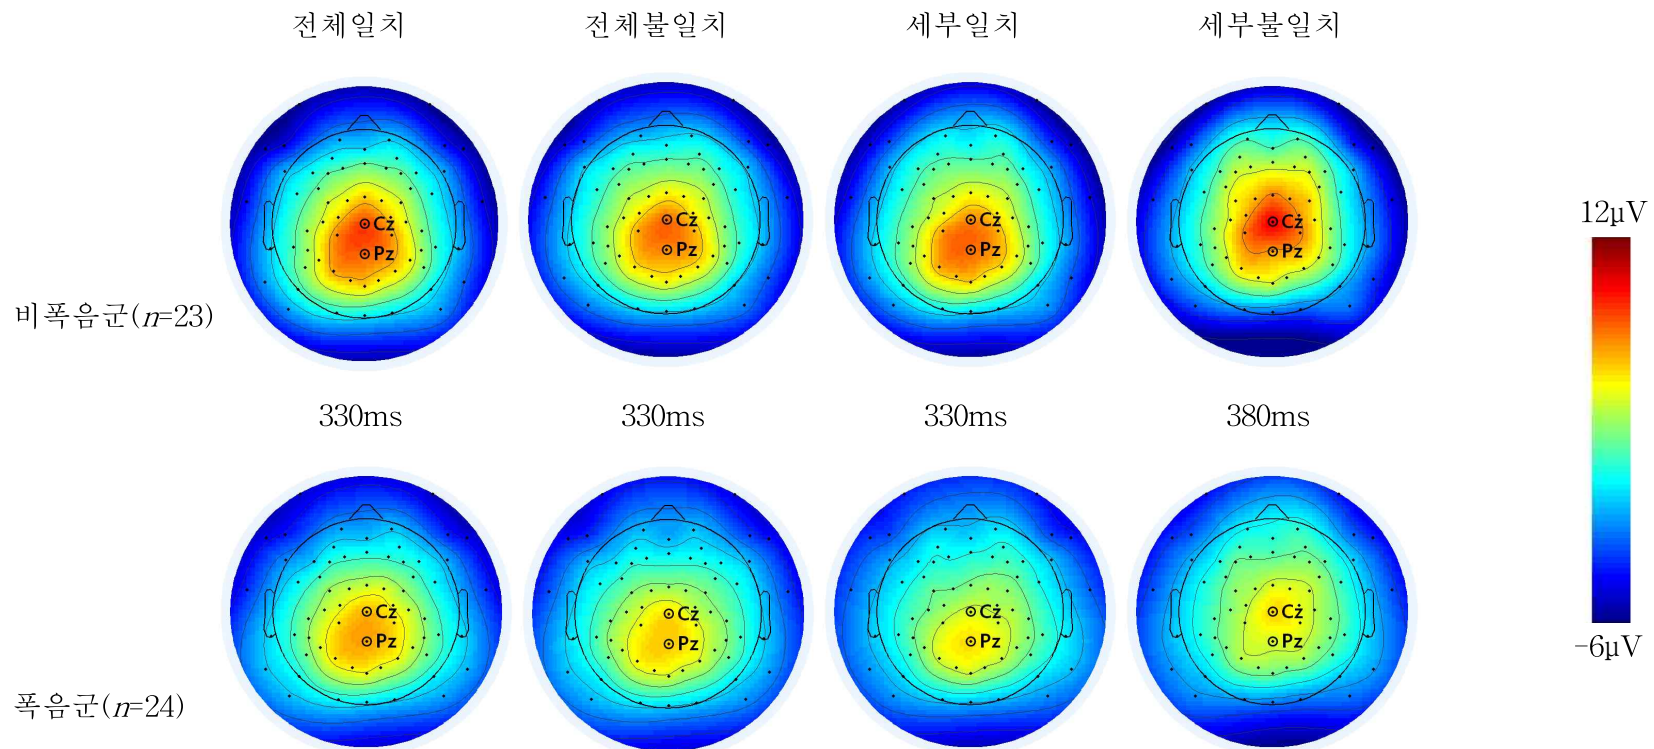 전체일치 전체불일치 세부일치 세부불일치
Cz Cz Cz Cz
Pz Pz Pz Pz
12μV
비폭음군(n=23)
330ms 330ms 330ms 380ms
Cz Cz Cz Cz
Pz Pz Pz Pz
-6μV
폭음군(n=24)